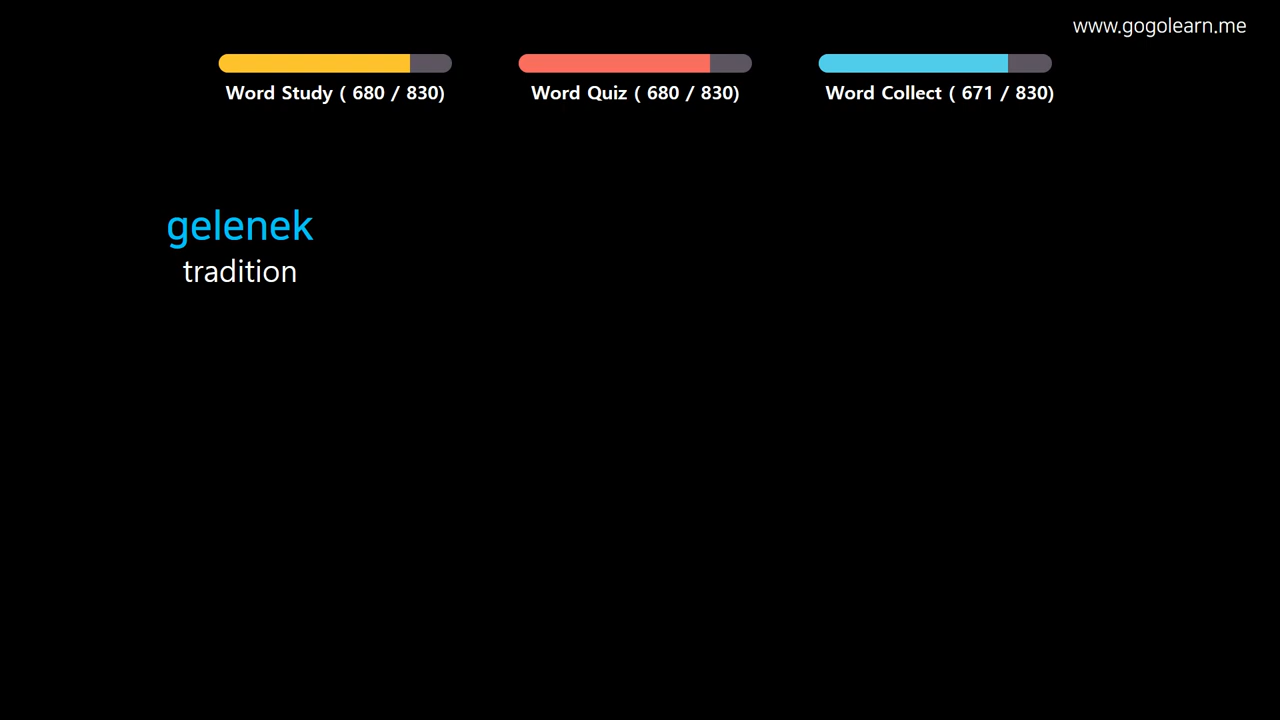 www.gogolearn.me
Word Study ( 680 / 830)
Word Quiz ( 680 / 830)
Word Collect ( 671 / 830)
gelenek
tradition